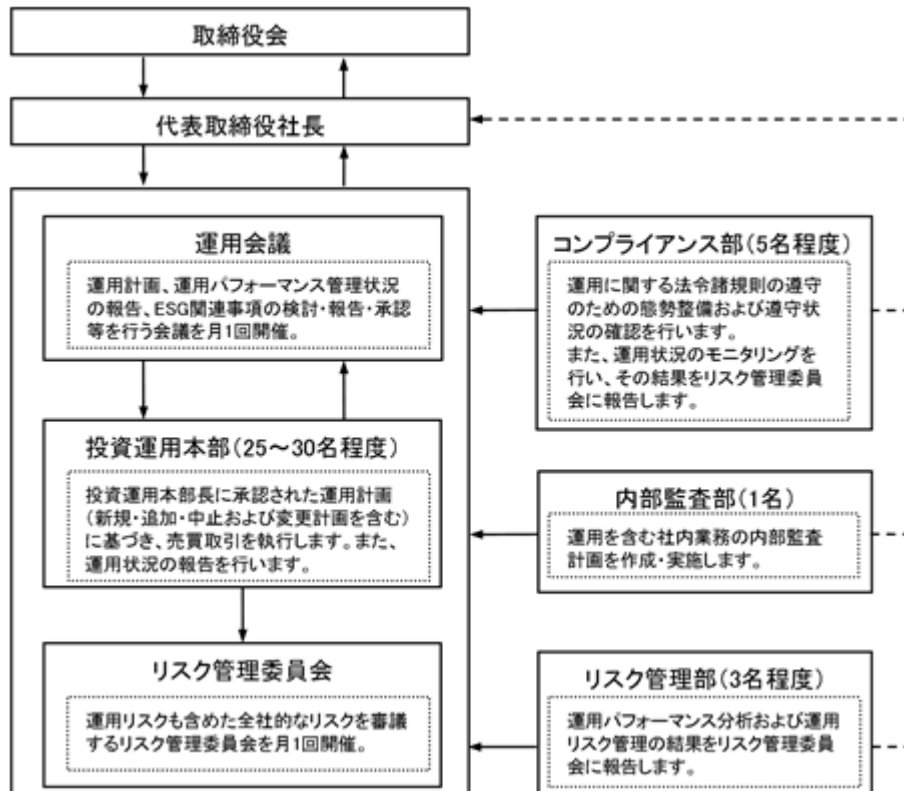 取締役会
代表取締役社長
運用会議
運用計画、運用パフォーマンス管理状況
の報告、ESG関連事項の検討・報告・承認
等を行う会議を月1回開催。
投資運用本部(25～30名程度)
投資運用本部長に承認された運用計画
(新規・追加・中止および変更計画を含む)
に基づき、売買取引を執行します。また、
運用状況の報告を行います。
リスク管理委員会
運用リスクも含めた全社的なリスクを審議
するリスク管理委員会を月1回開催。
コンプライアンス部(5名程度)
運用に関する法令諸規則の遵守
のための態勢整備および遵守状
況の確認を行います。
また、運用状況のモニタリングを
行い、その結果をリスク管理委員
会に報告します。
内部監査部(1名)
運用を含む社内業務の内部監査
計画を作成・実施します。
リスク管理部(3名程度)
運用パフォーマンス分析および運用
リスク管理の結果をリスク管理委員
会に報告します。